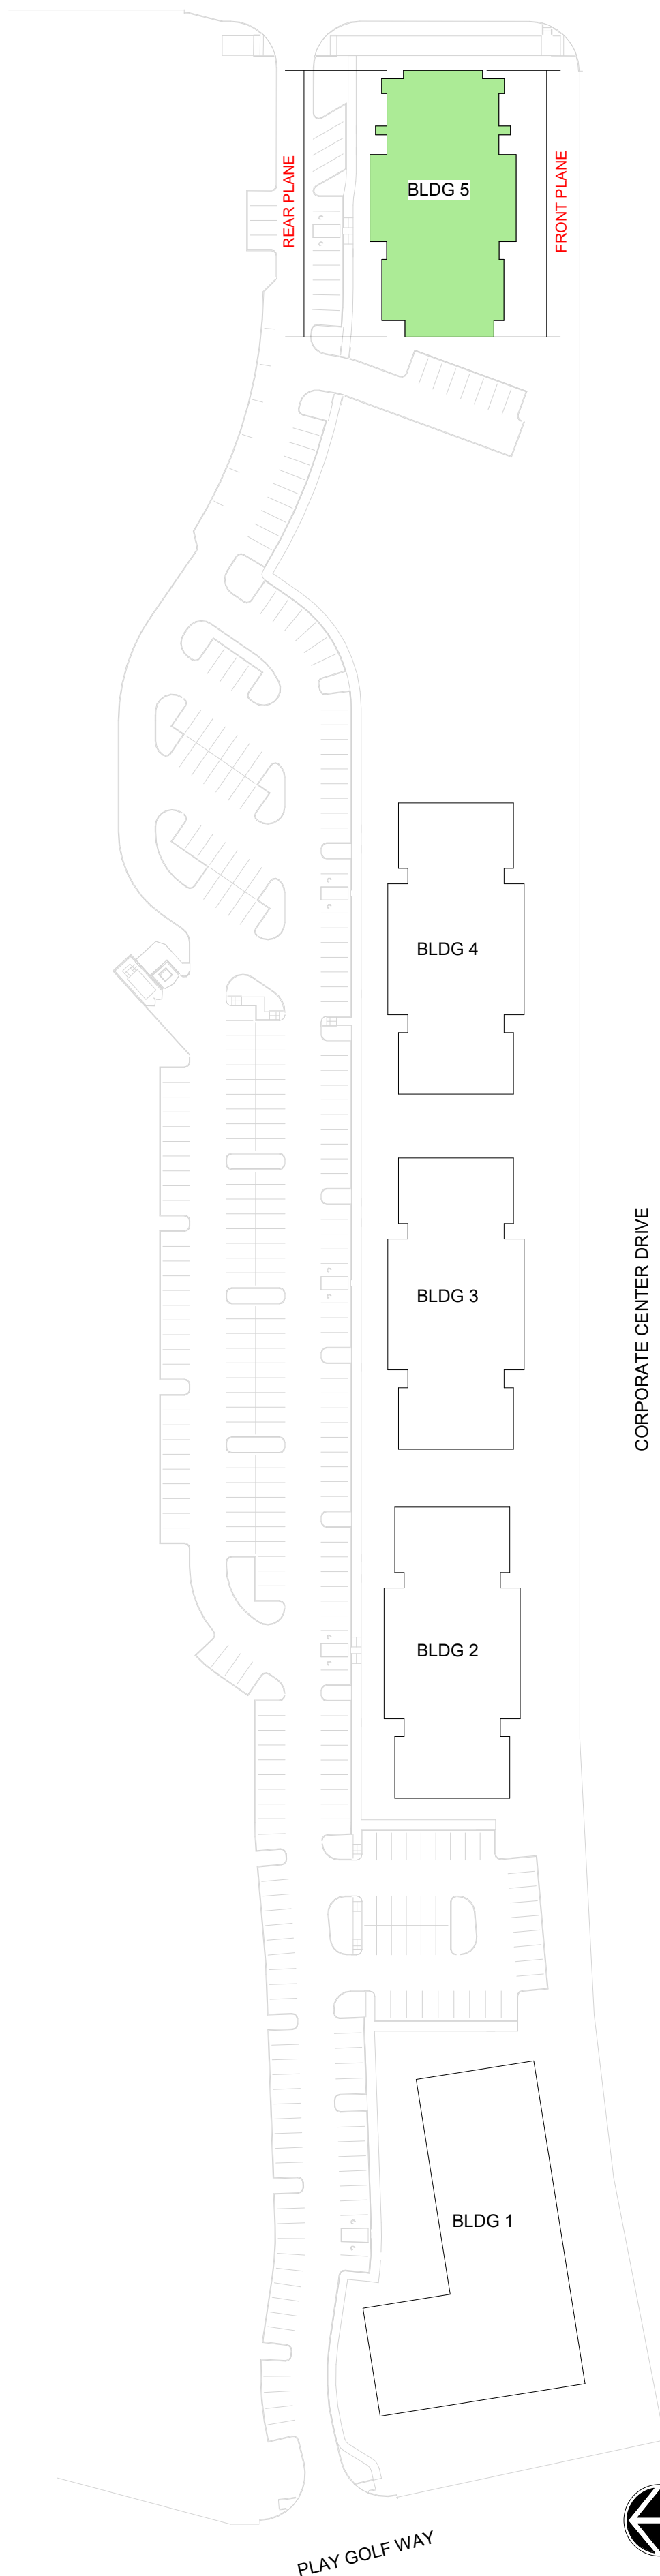 BLDG 5
REAR PLANE
FRONT PLANE
BLDG 4
BLDG 3
CORPORATE CENTER DRIVE
BLDG 2
BLDG 1
PLAY GOLF WAY